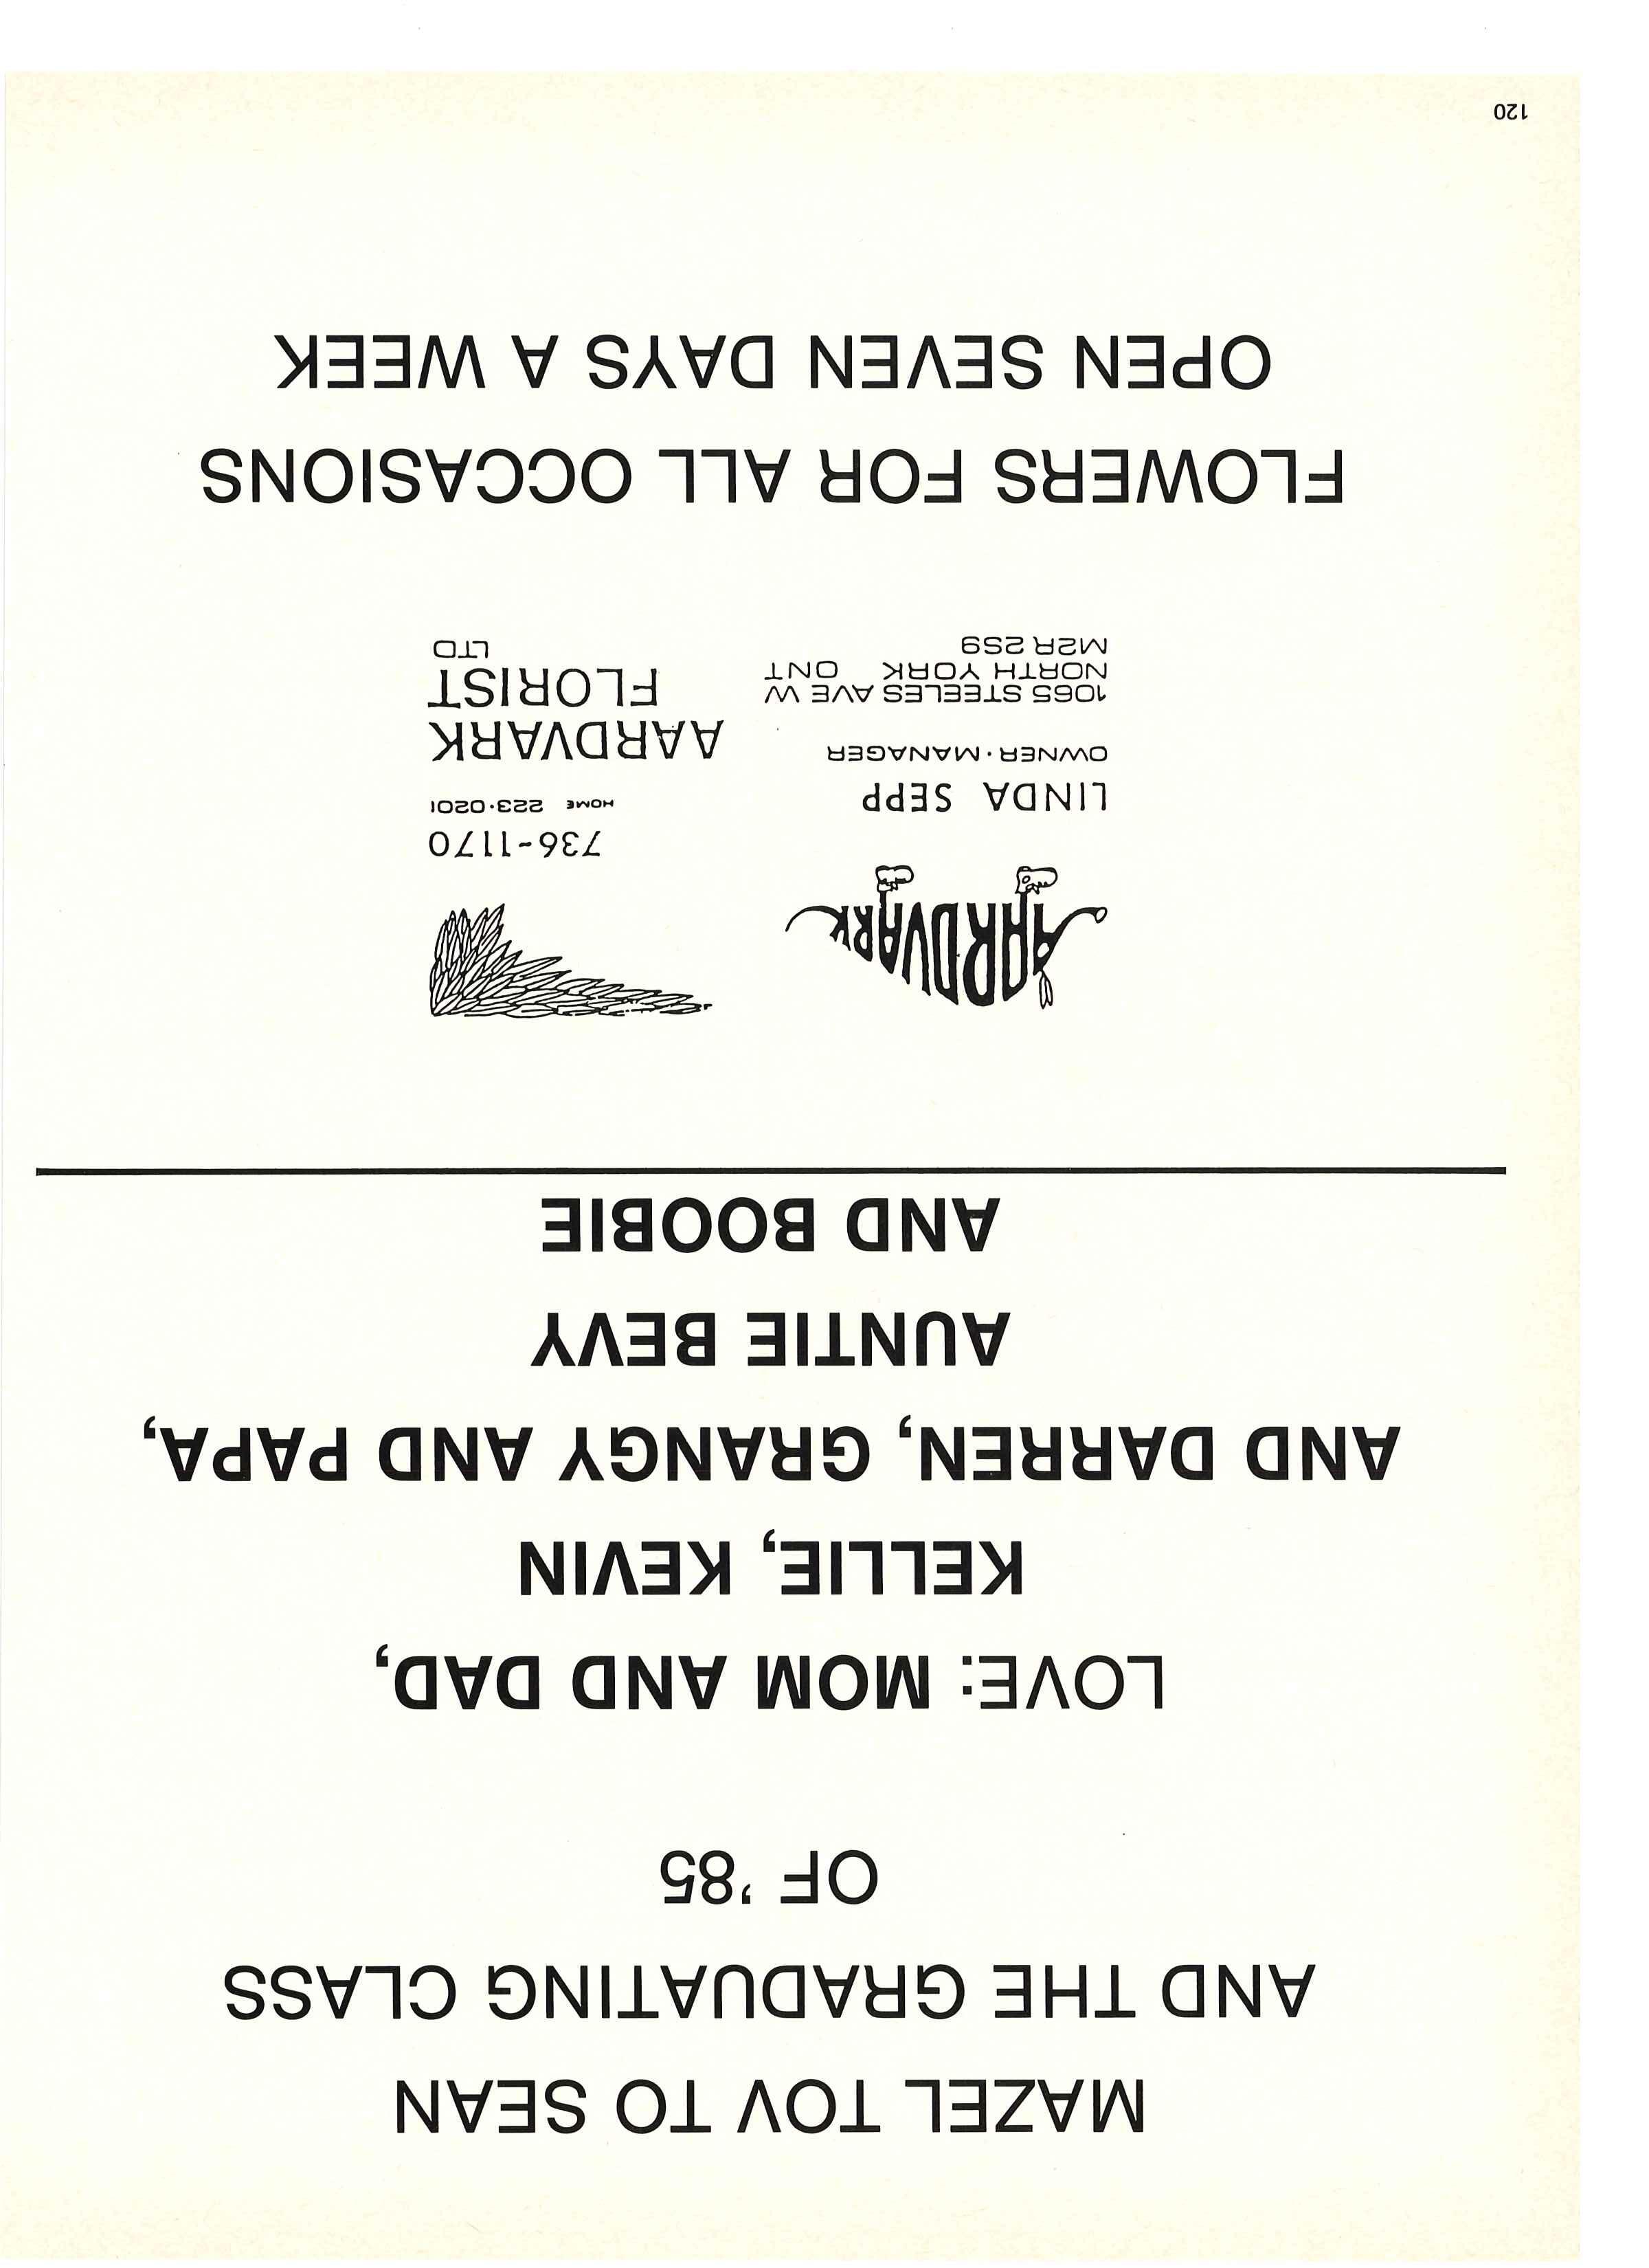 MAZEL TOV TO SEAN
AND THE GRADUATING CLASS
OF '85
LOVE: MOM AND DAD,
KELLIE, KEVIN
AND DARREN, GRANGY AND PAPA,
AUNTIE BEVY
AND BOOBIE
AARDVARK
LINDA SEPP
OWNER·MANAGER
1065 STEELES AVE W
NORTH YORK ONT
M2R 2S9
736-1170
HOME 223·0201
AARDVARK
FLORIST
LTD
FLOWERS FOR ALL OCCASIONS
OPEN SEVEN DAYS A WEEK
120